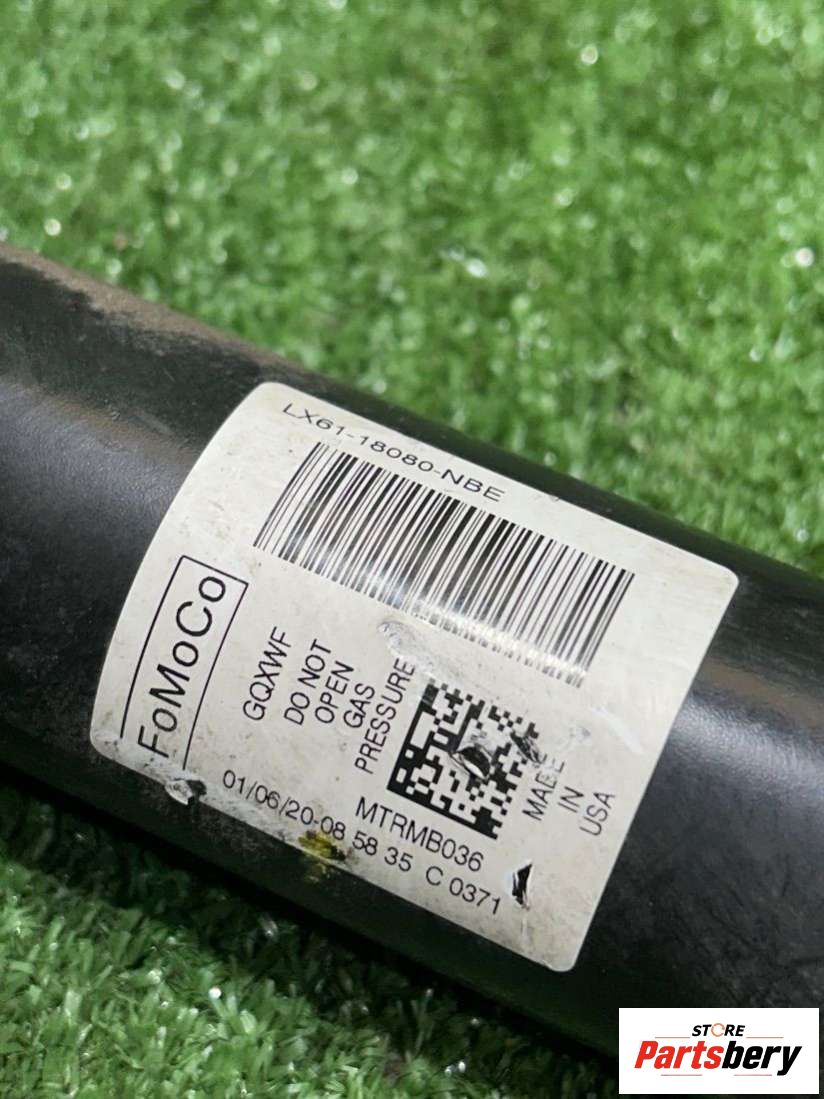 LX61-18080-NBE
FoMoCo
GQXWF
DO NOT
OPEN
GAS
PRESSURE
MADE
IN
USA
MTRMB036
01/06/20-08 58 35 C 0371
STORE
Partsbery